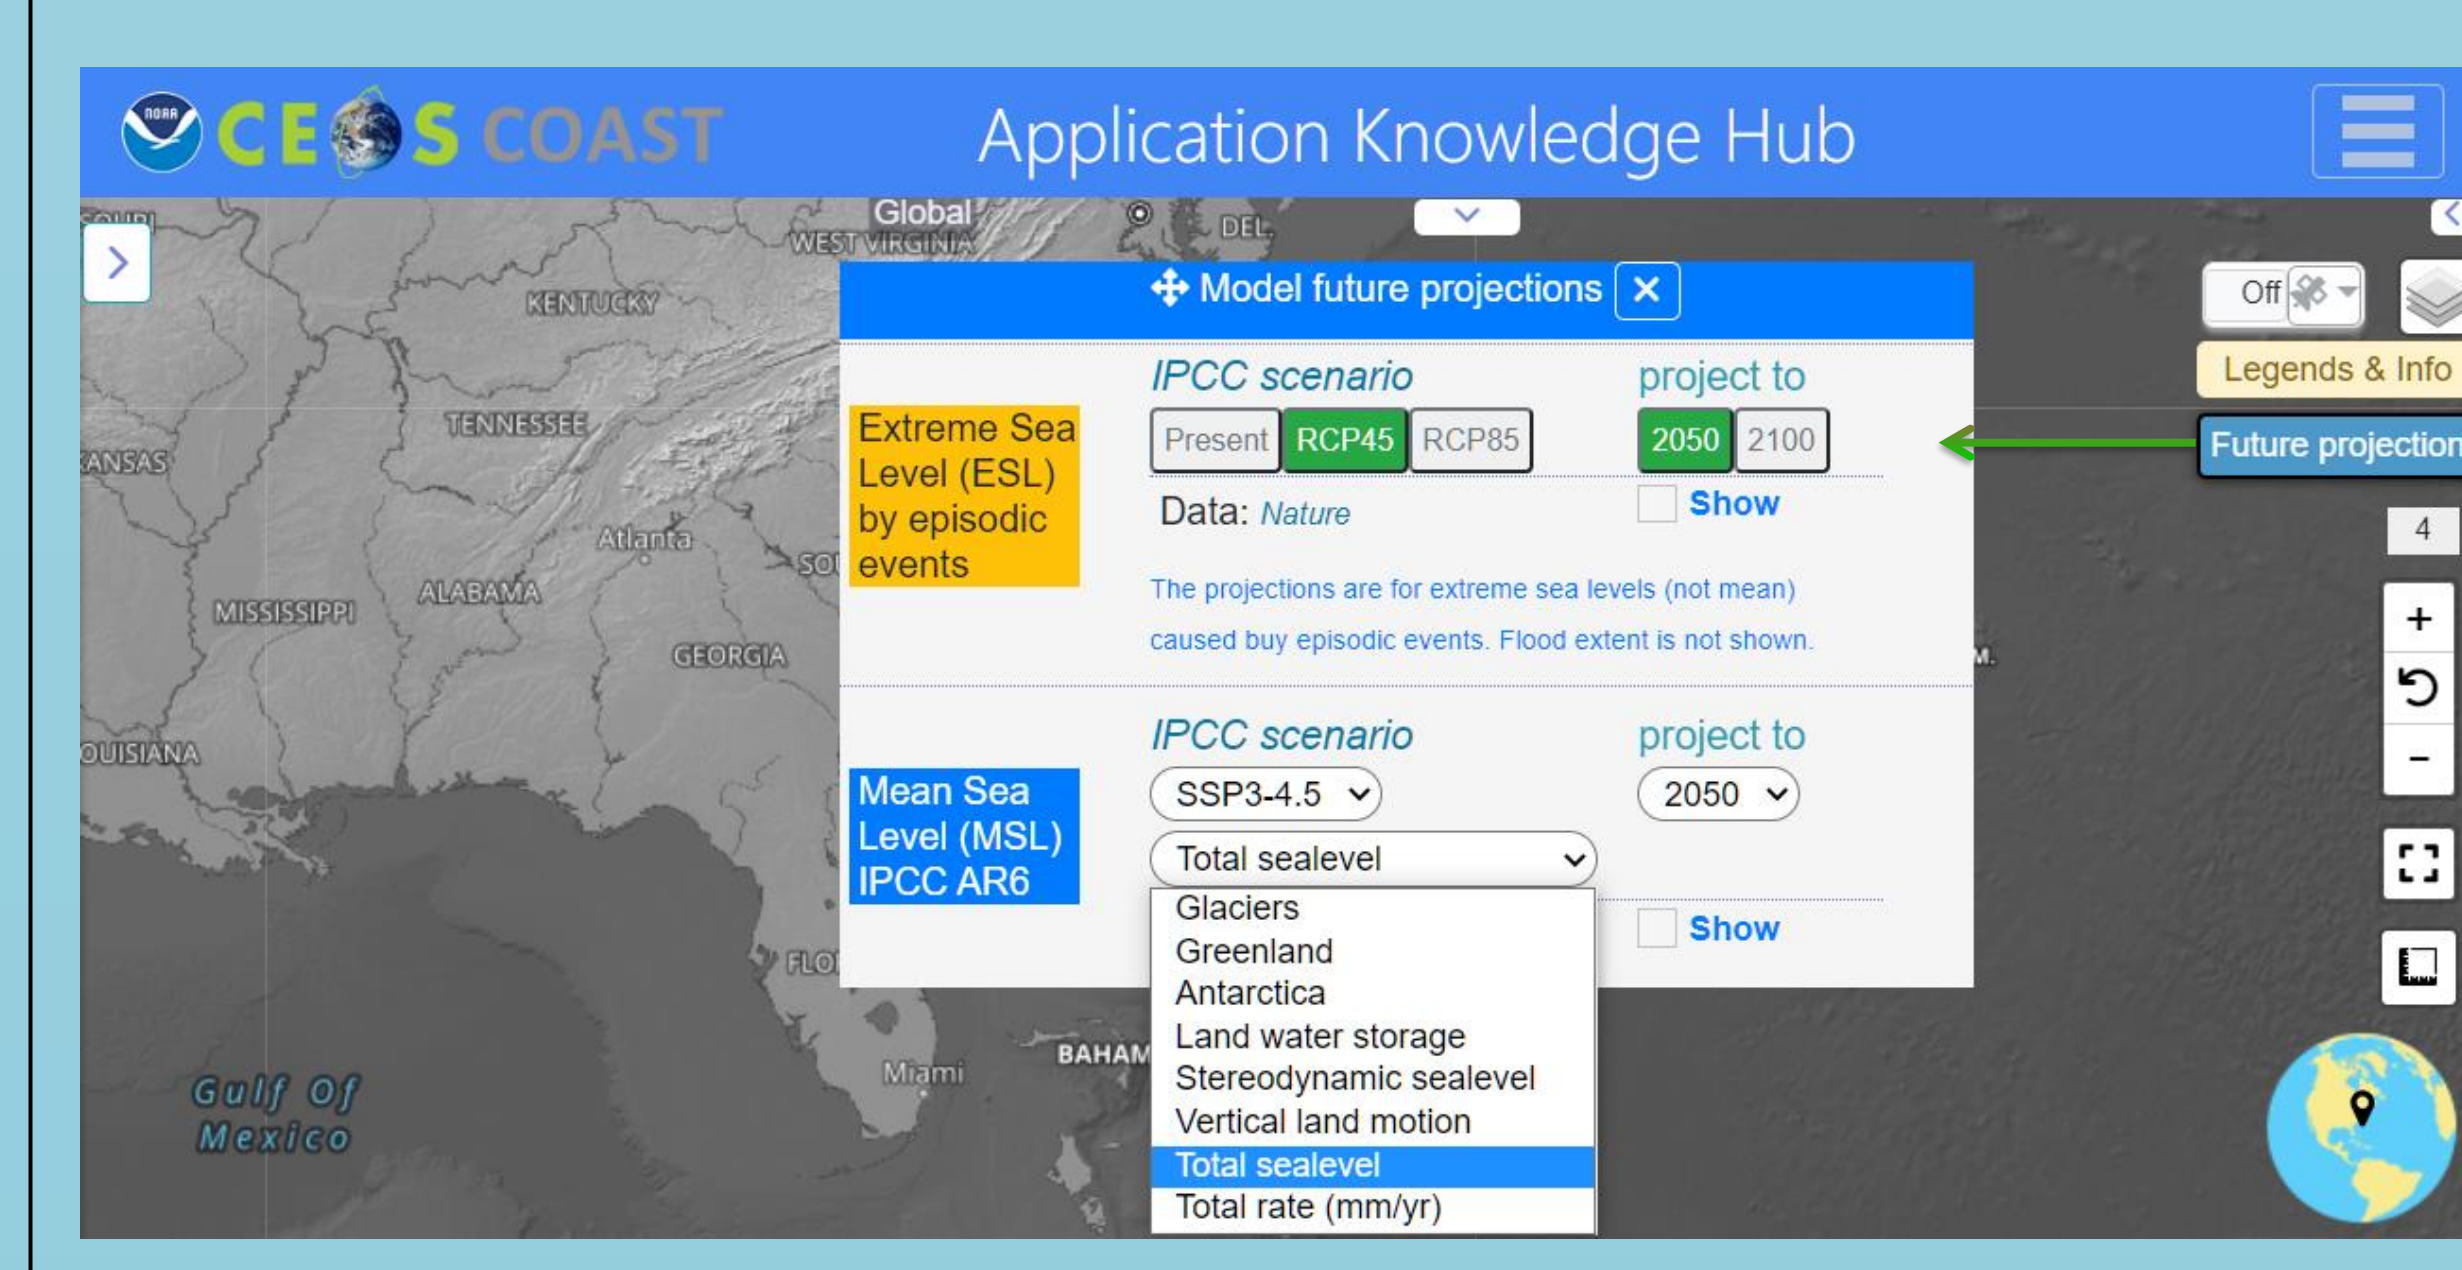 NOAA
CEOS COAST
Application Knowledge Hub
Global
DEL.
WEST VIRGINIA
KENTUCKY
TENNESSEE
Atlanta
ALABAMA
MISSISSIPPI
GEORGIA
Miami
Gulf Of
Mexico
Model future projections
IPCC scenario
project to
Extreme Sea
Level (ESL)
by episodic
events
Present RCP45 RCP85
2050 2100
Data: Nature
Show
The projections are for extreme sea levels (not mean)
caused buy episodic events. Flood extent is not shown.
IPCC scenario
project to
Mean Sea
Level (MSL)
IPCC AR6
SSP3-4.5
2050
Total sealevel
Glaciers
Greenland
Antarctica
Land water storage
Stereodynamic sealevel
Vertical land motion
Total sealevel
Total rate (mm/yr)
Show
Off
Legends & Info
Future projection
4